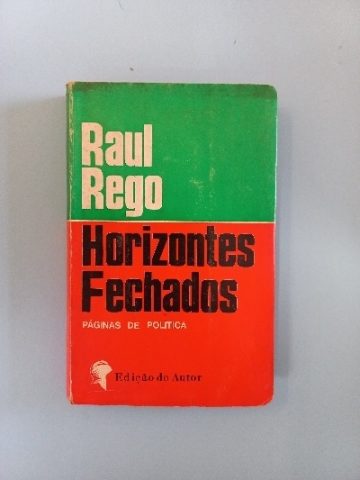 Raul
Rego
Horizontes
Fechados
PÁGINAS DE POLITICA
Edição do Autor